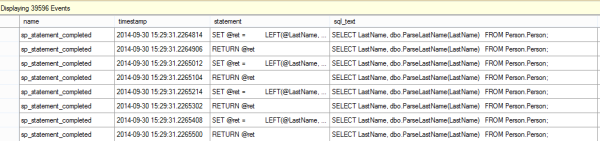 Displaying 39596 Events
name timestamp statement sql_text
sp_statement_completed 2014-09-30 15:29:31.2264814 SET @ret = LEFT(@LastName, ... SELECT LastName, dbo.ParseLastName(LastName) FROM Person.Person;
sp_statement_completed 2014-09-30 15:29:31.2264906 RETURN @ret SELECT LastName, dbo.ParseLastName(LastName) FROM Person.Person;
sp_statement_completed 2014-09-30 15:29:31.2265012 SET @ret = LEFT(@LastName, ... SELECT LastName, dbo.ParseLastName(LastName) FROM Person.Person;
sp_statement_completed 2014-09-30 15:29:31.2265104 RETURN @ret SELECT LastName, dbo.ParseLastName(LastName) FROM Person.Person;
sp_statement_completed 2014-09-30 15:29:31.2265214 SET @ret = LEFT(@LastName, ... SELECT LastName, dbo.ParseLastName(LastName) FROM Person.Person;
sp_statement_completed 2014-09-30 15:29:31.2265302 RETURN @ret SELECT LastName, dbo.ParseLastName(LastName) FROM Person.Person;
sp_statement_completed 2014-09-30 15:29:31.2265408 SET @ret = LEFT(@LastName, ... SELECT LastName, dbo.ParseLastName(LastName) FROM Person.Person;
sp_statement_completed 2014-09-30 15:29:31.2265500 RETURN @ret SELECT LastName, dbo.ParseLastName(LastName) FROM Person.Person;